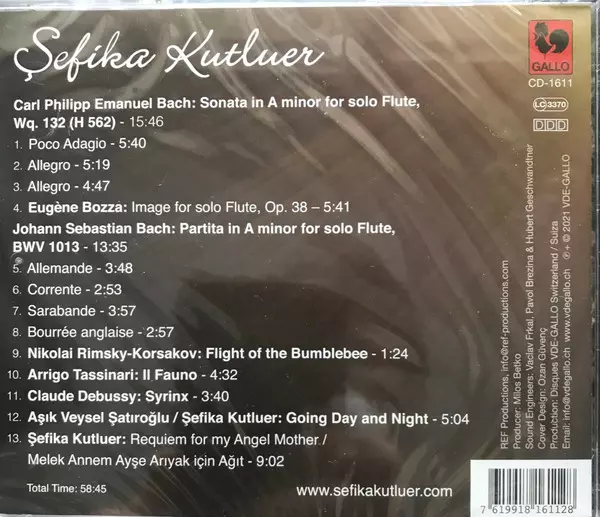 Şefika Kutluer
GALLO
CD-1611
LC 3370
DDD
Carl Philipp Emanuel Bach: Sonata in A minor for solo Flute,
Wq. 132 (H 562) - 15:46
1. Poco Adagio - 5:40
2. Allegro - 5:19
3. Allegro - 4:47
4. Eugène Bozza: Image for solo Flute, Op. 38 – 5:41
Johann Sebastian Bach: Partita in A minor for solo Flute,
BWV 1013 - 13:35
5. Allemande - 3:48
6. Corrente - 2:53
7. Sarabande - 3:57
8. Bourrée anglaise - 2:57
9. Nikolai Rimsky-Korsakov: Flight of the Bumblebee - 1:24
10. Arrigo Tassinari: Il Fauno - 4:32
11. Claude Debussy: Syrinx - 3:40
12. Aşık Veysel Şatıroğlu / Şefika Kutluer: Going Day and Night - 5:04
13. Şefika Kutluer: Requiem for my Angel Mother /
Melek Annem Ayşe Arıyak için Ağıt - 9:02
Total Time: 58:45
www.sefikakutluer.com
REF Productions, info@ref-productions.com
Producer: Milos Betko
Sound Engineers: Vaclav Frkal, Pavol Brezina & Hubert Geschwandtner
Cover Design: Ozan Güvenç
Production: Disques VDE-GALLO Switzerland / Suiza
Email: info@vdegallo.ch www.vdegallo.ch ℗+© 2021 VDE-GALLO
7 619918 161128